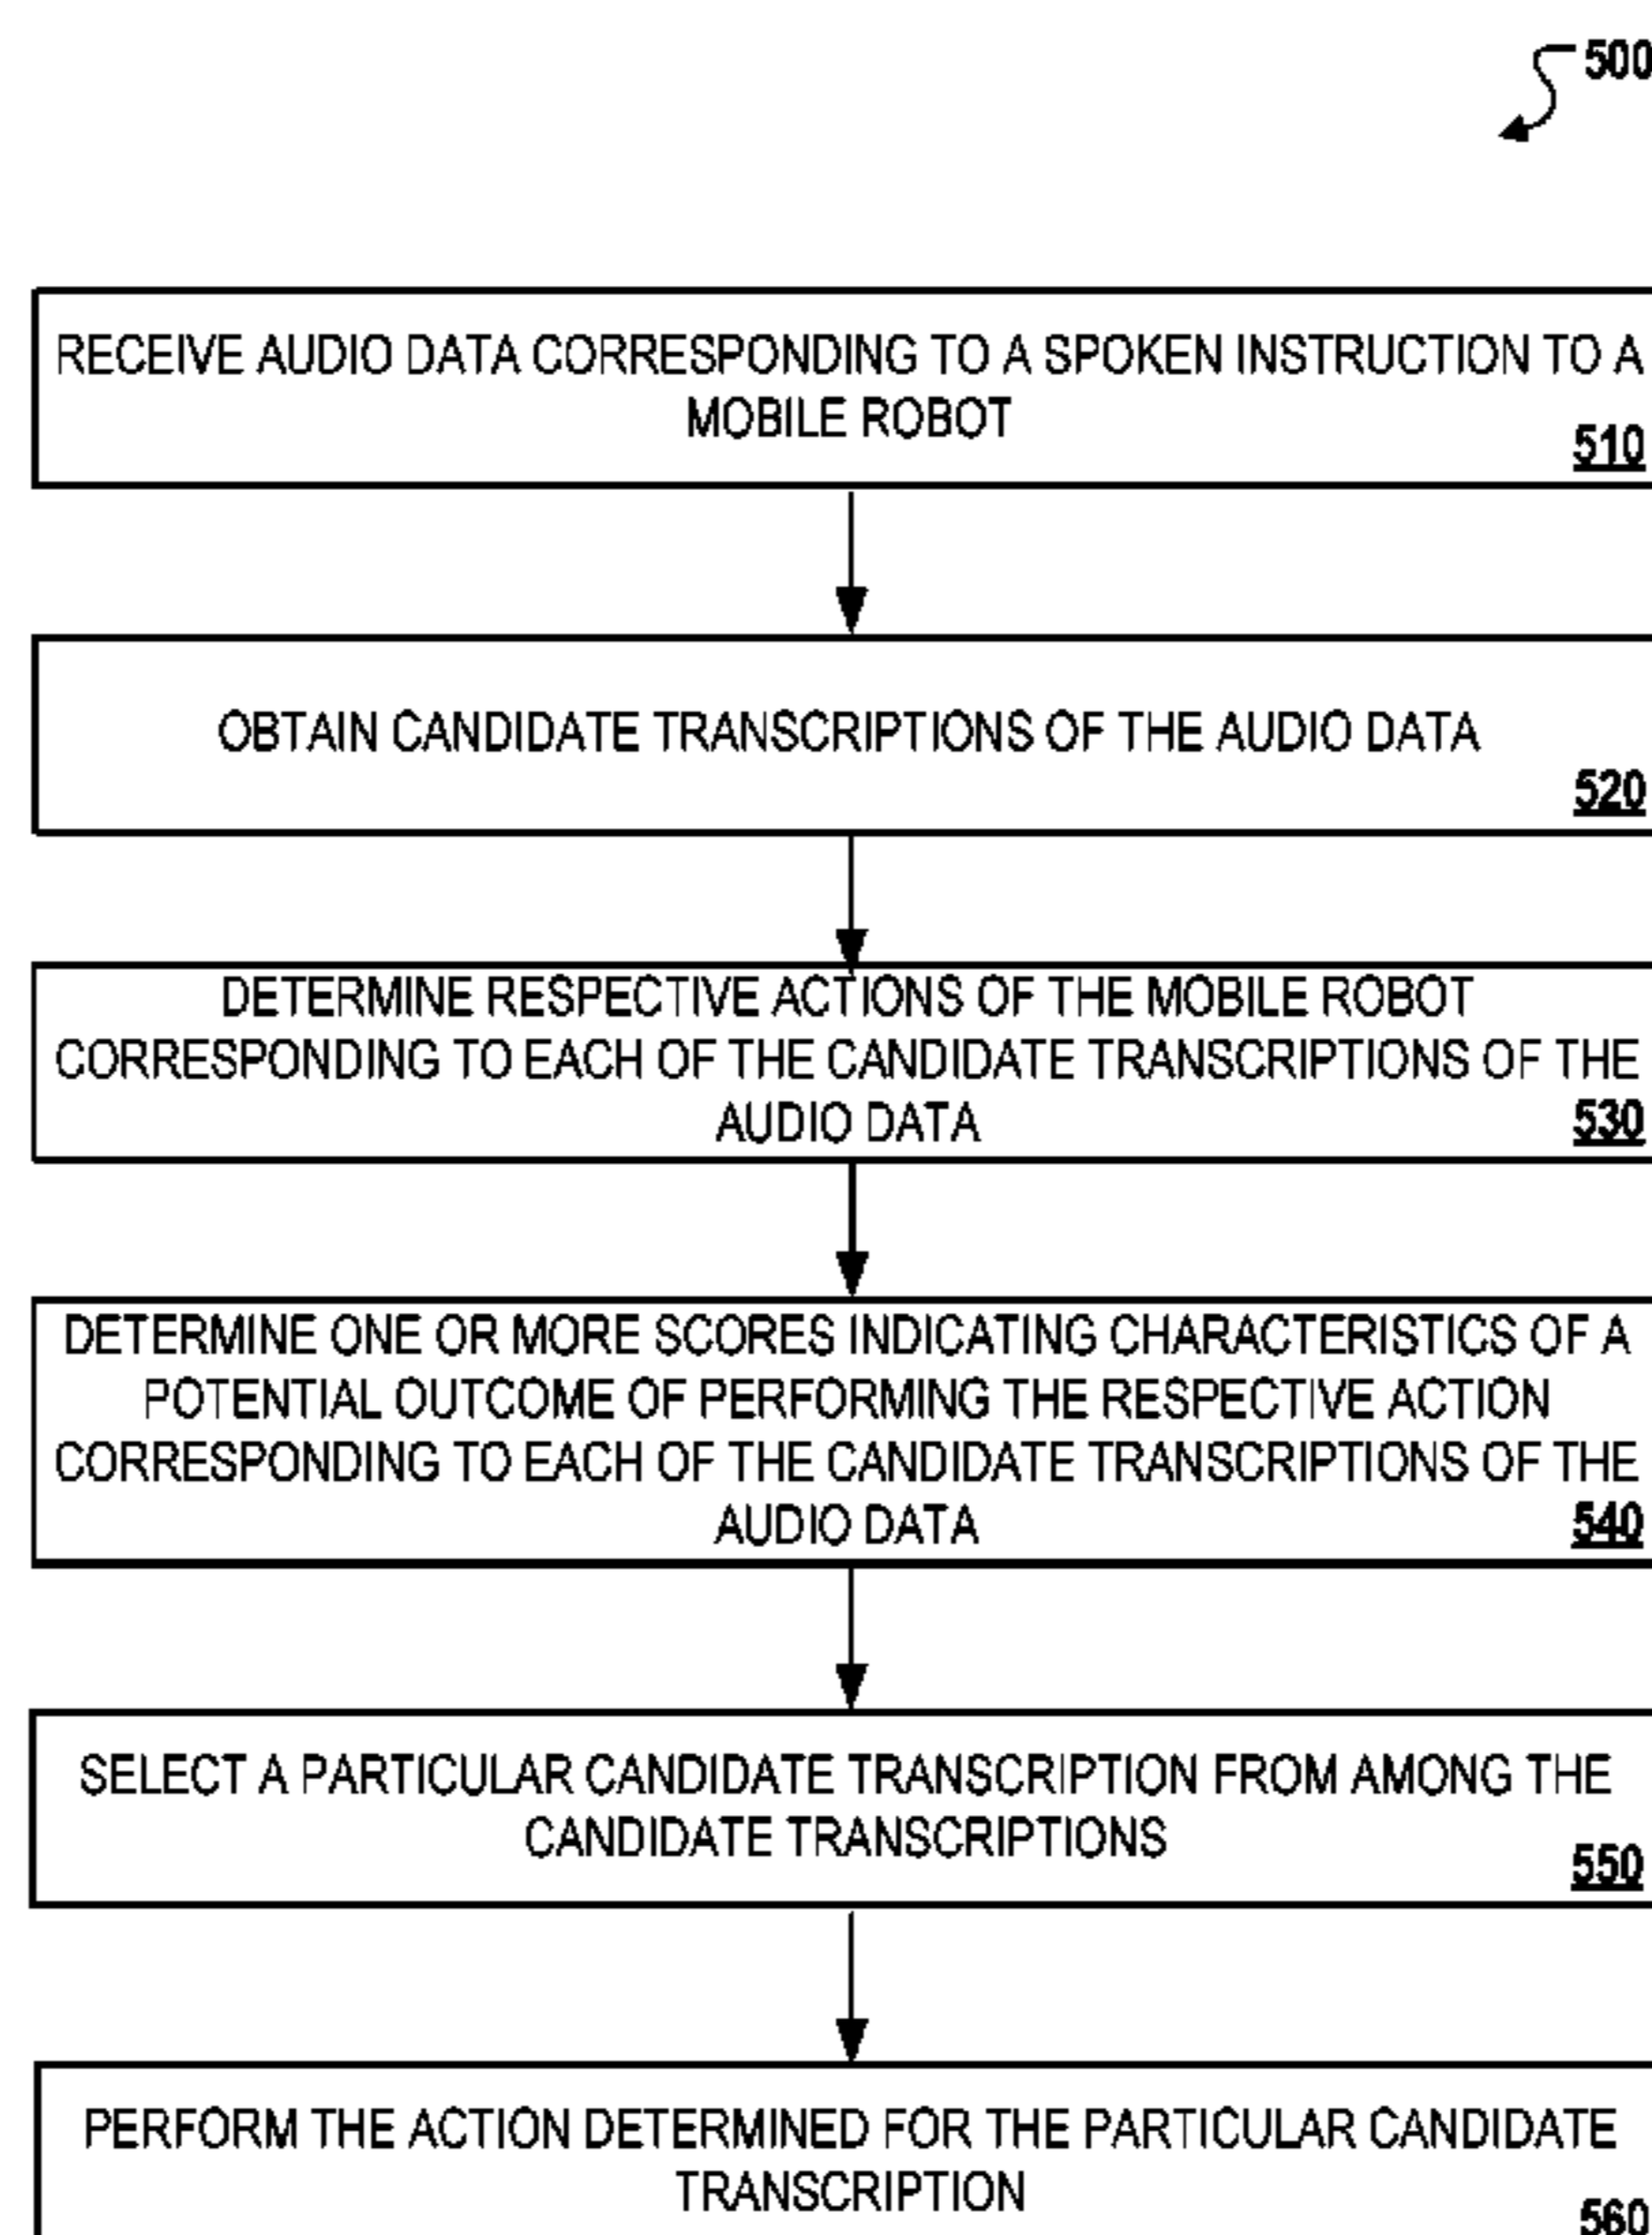 500
RECEIVE AUDIO DATA CORRESPONDING TO A SPOKEN INSTRUCTION TO A
MOBILE ROBOT
510
OBTAIN CANDIDATE TRANSCRIPTIONS OF THE AUDIO DATA
520
DETERMINE RESPECTIVE ACTIONS OF THE MOBILE ROBOT
CORRESPONDING TO EACH OF THE CANDIDATE TRANSCRIPTIONS OF THE
AUDIO DATA
530
DETERMINE ONE OR MORE SCORES INDICATING CHARACTERISTICS OF A
POTENTIAL OUTCOME OF PERFORMING THE RESPECTIVE ACTION
CORRESPONDING TO EACH OF THE CANDIDATE TRANSCRIPTIONS OF THE
AUDIO DATA
540
SELECT A PARTICULAR CANDIDATE TRANSCRIPTION FROM AMONG THE
CANDIDATE TRANSCRIPTIONS
550
PERFORM THE ACTION DETERMINED FOR THE PARTICULAR CANDIDATE
TRANSCRIPTION
560